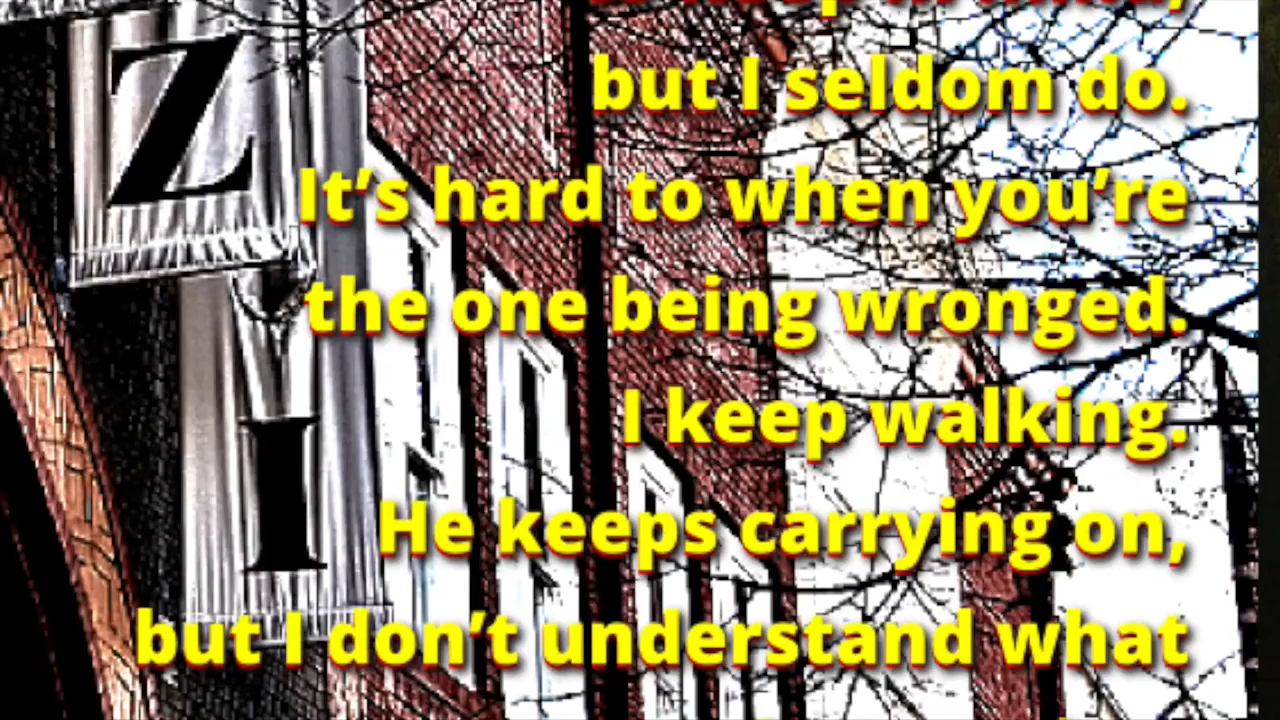 Z
I
but I seldom do.
It’s hard to when you’re
the one being wronged.
I keep walking.
He keeps carrying on,
but I don’t understand what